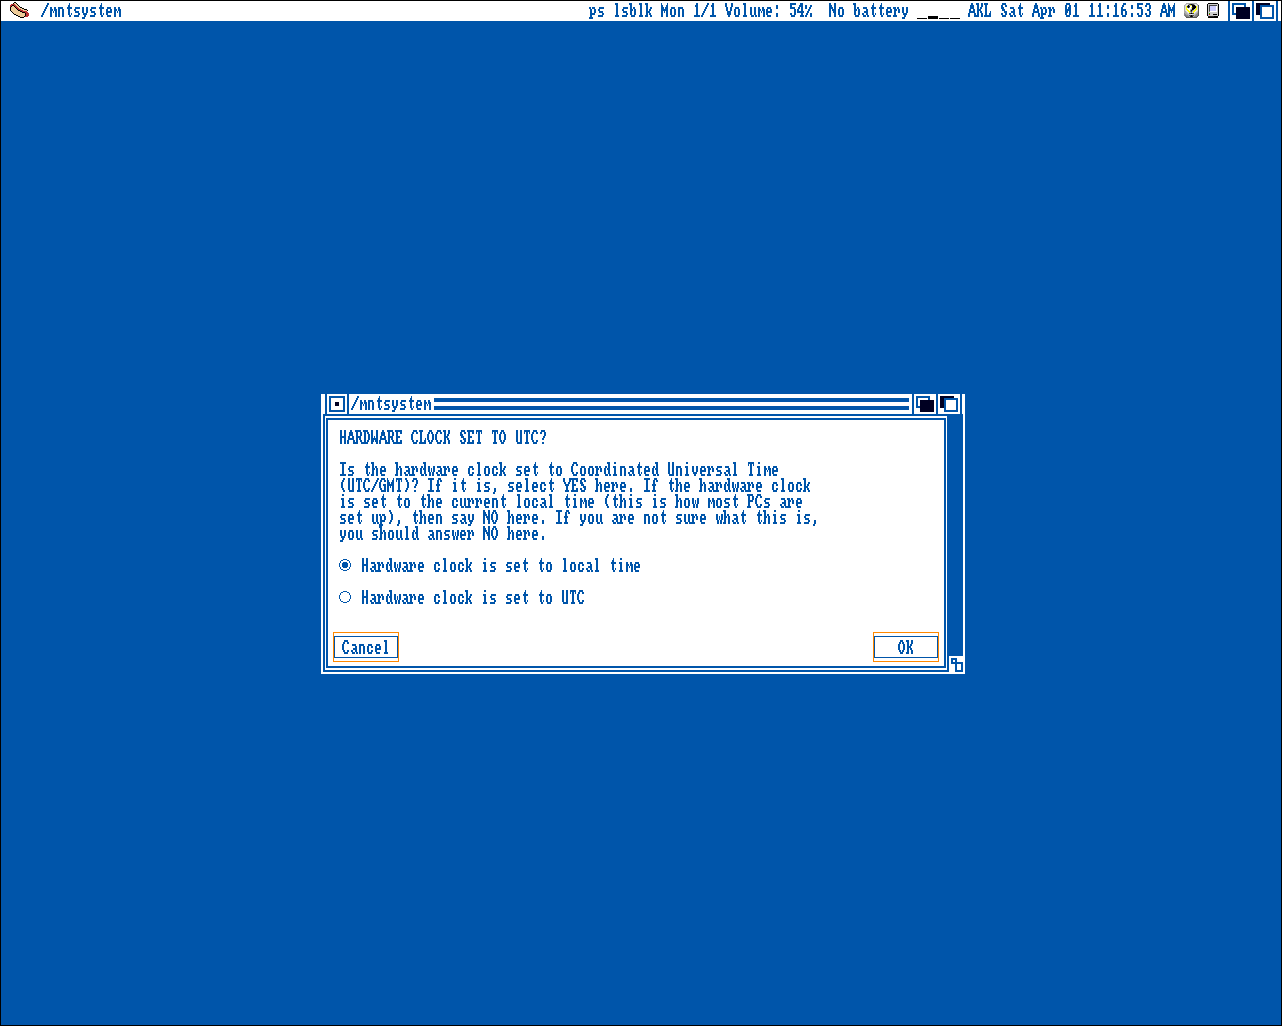 /mntsystem
ps lsblk Mon 1/1 Volume: 54% No battery _▂__ AKL Sat Apr 01 11:16:53 AM
/mntsystem
HARDWARE CLOCK SET TO UTC?
Is the hardware clock set to Coordinated Universal Time
(UTC/GMT)? If it is, select YES here. If the hardware clock
is set to the current local time (this is how most PCs are
set up), then say NO here. If you are not sure what this is,
you should answer NO here.
Hardware clock is set to local time
Hardware clock is set to UTC
Cancel
OK